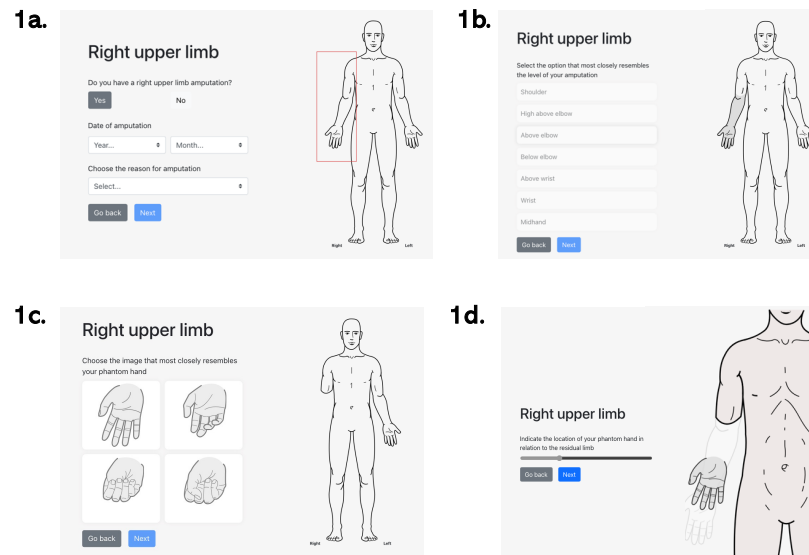 1a.
Right upper limb
Do you have a right upper limb amputation?
Yes No
Date of amputation
Year... Month...
Choose the reason for amputation
Select...
Go back Next
Right Left
1b.
Right upper limb
Select the option that most closely resembles
the level of your amputation
Shoulder
High above elbow
Above elbow
Below elbow
Above wrist
Wrist
Midhand
Go back Next
Right Left
1c.
Right upper limb
Choose the image that most closely resembles
your phantom hand
Go back Next
Right Left
1d.
Right upper limb
Indicate the location of your phantom hand in
relation to the residual limb
Go back Next